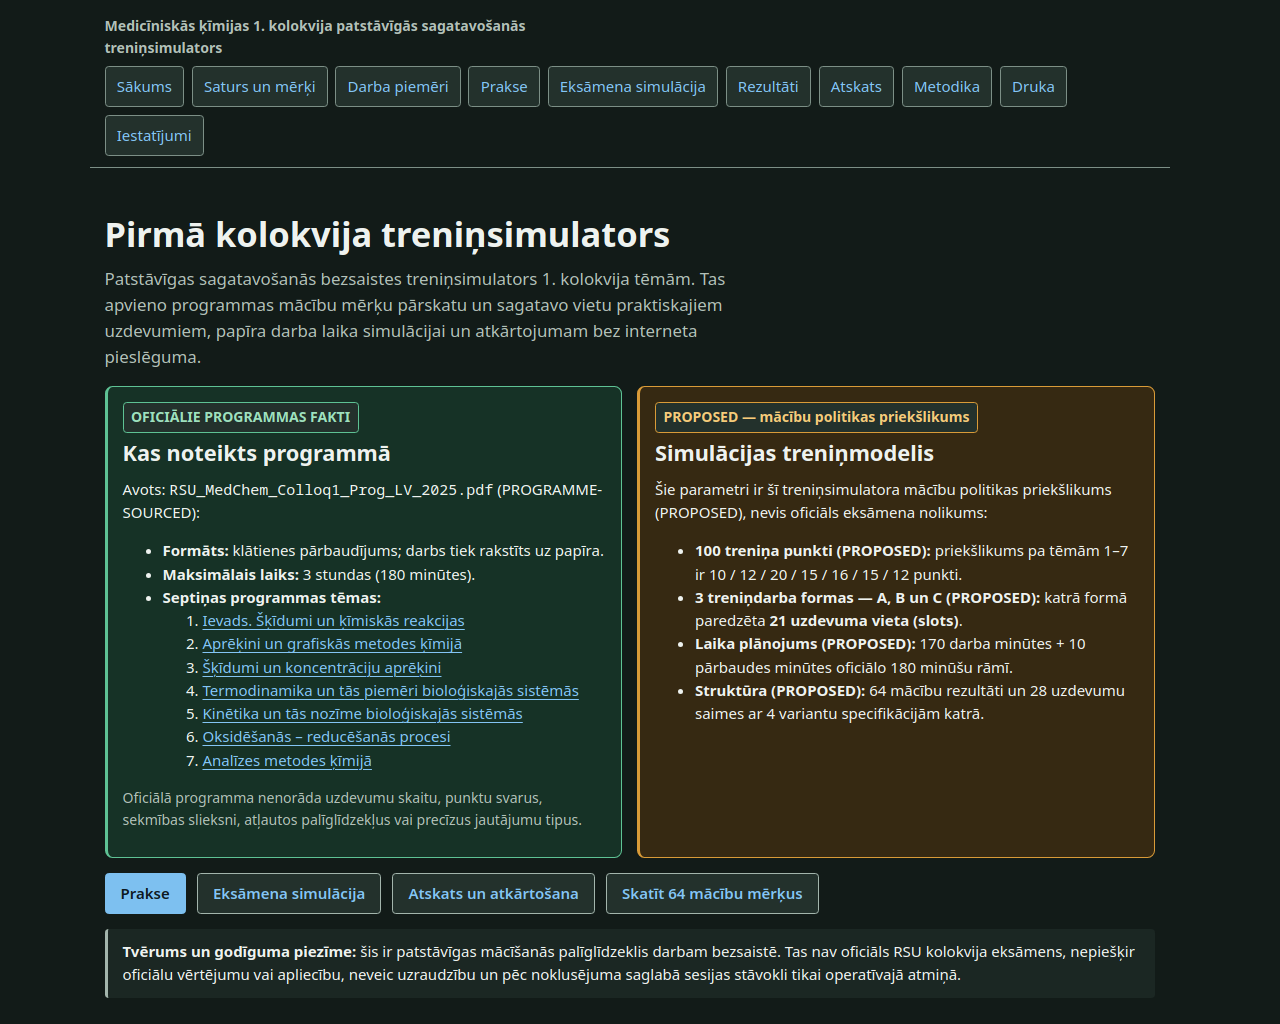 Medicīniskās ķīmijas 1. kolokvija patstāvīgās sagatavošanās
treniņsimulators
Sākums
Saturs un mērķi
Darba piemēri
Prakse
Eksāmena simulācija
Rezultāti
Atskats
Metodika
Druka
Iestatījumi
Pirmā kolokvija treniņsimulators
Patstāvīgas sagatavošanās bezsaistes treniņsimulators 1. kolokvija tēmām. Tas
apvieno programmas mācību mērķu pārskatu un sagatavo vietu praktiskajiem
uzdevumiem, papīra darba laika simulācijai un atkārtojumam bez interneta
pieslēguma.
OFICIĀLIE PROGRAMMAS FAKTI
Kas noteikts programmā
Avots: RSU_MedChem_Colloq1_Prog_LV_2025.pdf (PROGRAMME-
SOURCED):
• Formāts: klātienes pārbaudījums; darbs tiek rakstīts uz papīra.
• Maksimālais laiks: 3 stundas (180 minūtes).
• Septiņas programmas tēmas:
1. Ievads. Šķīdumi un ķīmiskās reakcijas
2. Aprēķini un grafiskās metodes ķīmijā
3. Šķīdumi un koncentrāciju aprēķini
4. Termodinamika un tās piemēri bioloģiskajās sistēmās
5. Kinētika un tās nozīme bioloģiskajās sistēmās
6. Oksidēšanās – reducēšanās procesi
7. Analīzes metodes ķīmijā
Oficiālā programma nenorāda uzdevumu skaitu, punktu svarus,
sekmības slieksni, atļautos palīglīdzekļus vai precīzus jautājumu tipus.
PROPOSED — mācību politikas priekšlikums
Simulācijas treniņmodelis
Šie parametri ir šī treniņsimulatora mācību politikas priekšlikums
(PROPOSED), nevis oficiāls eksāmena nolikums:
• 100 treniņa punkti (PROPOSED): priekšlikums pa tēmām 1–7
ir 10 / 12 / 20 / 15 / 16 / 15 / 12 punkti.
• 3 treniņdarba formas — A, B un C (PROPOSED): katrā formā
paredzēta 21 uzdevuma vieta (slots).
• Laika plānojums (PROPOSED): 170 darba minūtes + 10
pārbaudes minūtes oficiālo 180 minūšu rāmī.
• Struktūra (PROPOSED): 64 mācību rezultāti un 28 uzdevumu
saimes ar 4 variantu specifikācijām katrā.
Prakse
Eksāmena simulācija
Atskats un atkārtošana
Skatīt 64 mācību mērķus
Tvērums un godīguma piezīme: šis ir patstāvīgas mācīšanās palīglīdzeklis darbam bezsaistē. Tas nav oficiāls RSU kolokvija eksāmens, nepiešķir
oficiālu vērtējumu vai apliecību, neveic uzraudzību un pēc noklusējuma saglabā sesijas stāvokli tikai operatīvajā atmiņā.